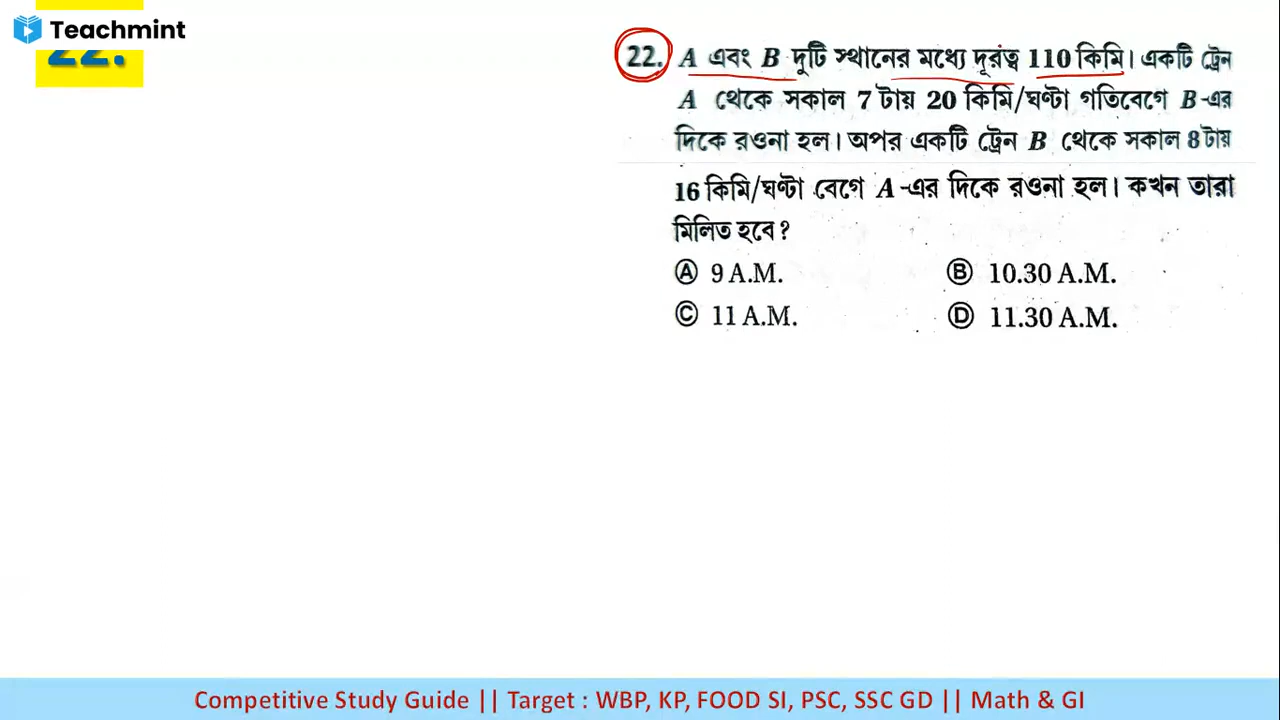 Teachmint
22.
22. A এবং B দুটি স্থানের মধ্যে দূরত্ব 110 কিমি। একটি ট্রেন
A থেকে সকাল 7 টায় 20 কিমি/ঘণ্টা গতিবেগে B-এর
দিকে রওনা হল। অপর একটি ট্রেন B থেকে সকাল 8 টায়
16 কিমি/ঘণ্টা বেগে A-এর দিকে রওনা হল। কখন তারা
মিলিত হবে?
Ⓐ 9 A.M. Ⓑ 10.30 A.M.
Ⓒ 11 A.M. Ⓓ 11.30 A.M.
Competitive Study Guide || Target : WBP, KP, FOOD SI, PSC, SSC GD || Math & GI